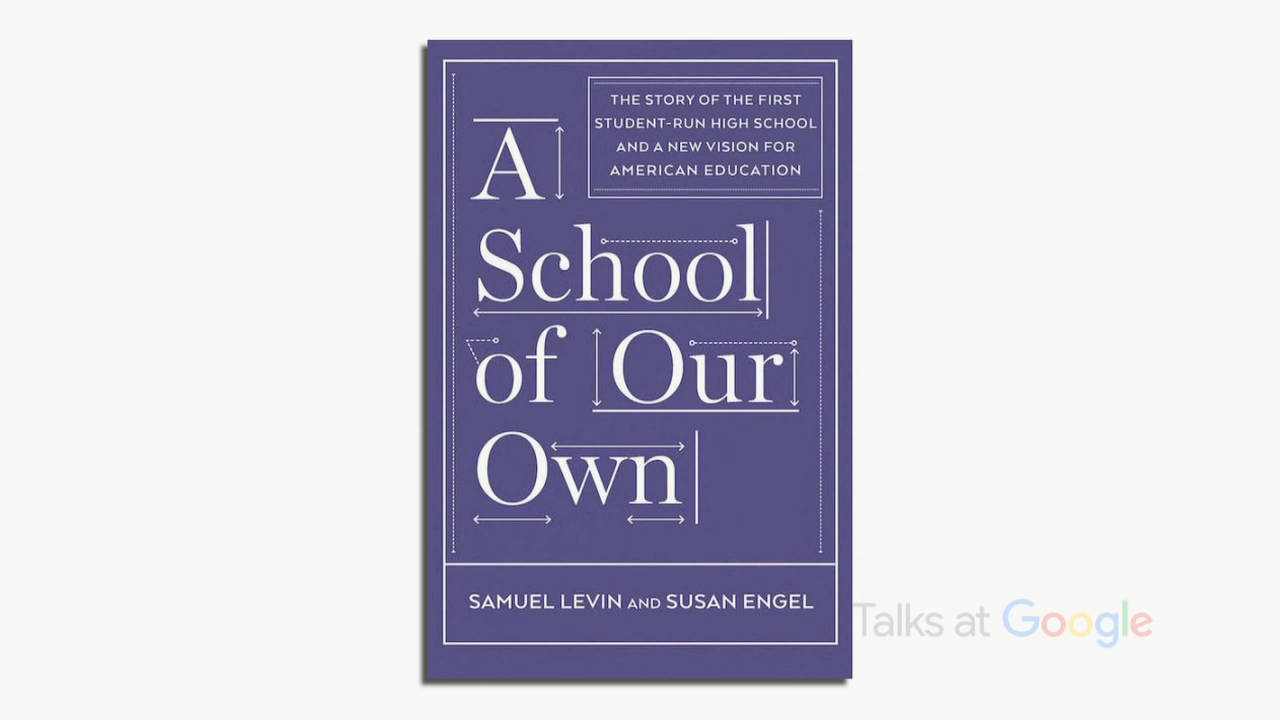 THE STORY OF THE FIRST
STUDENT-RUN HIGH SCHOOL
AND A NEW VISION FOR
AMERICAN EDUCATION
A
School
of Our
Own
SAMUEL LEVIN AND SUSAN ENGEL
Talks at Google